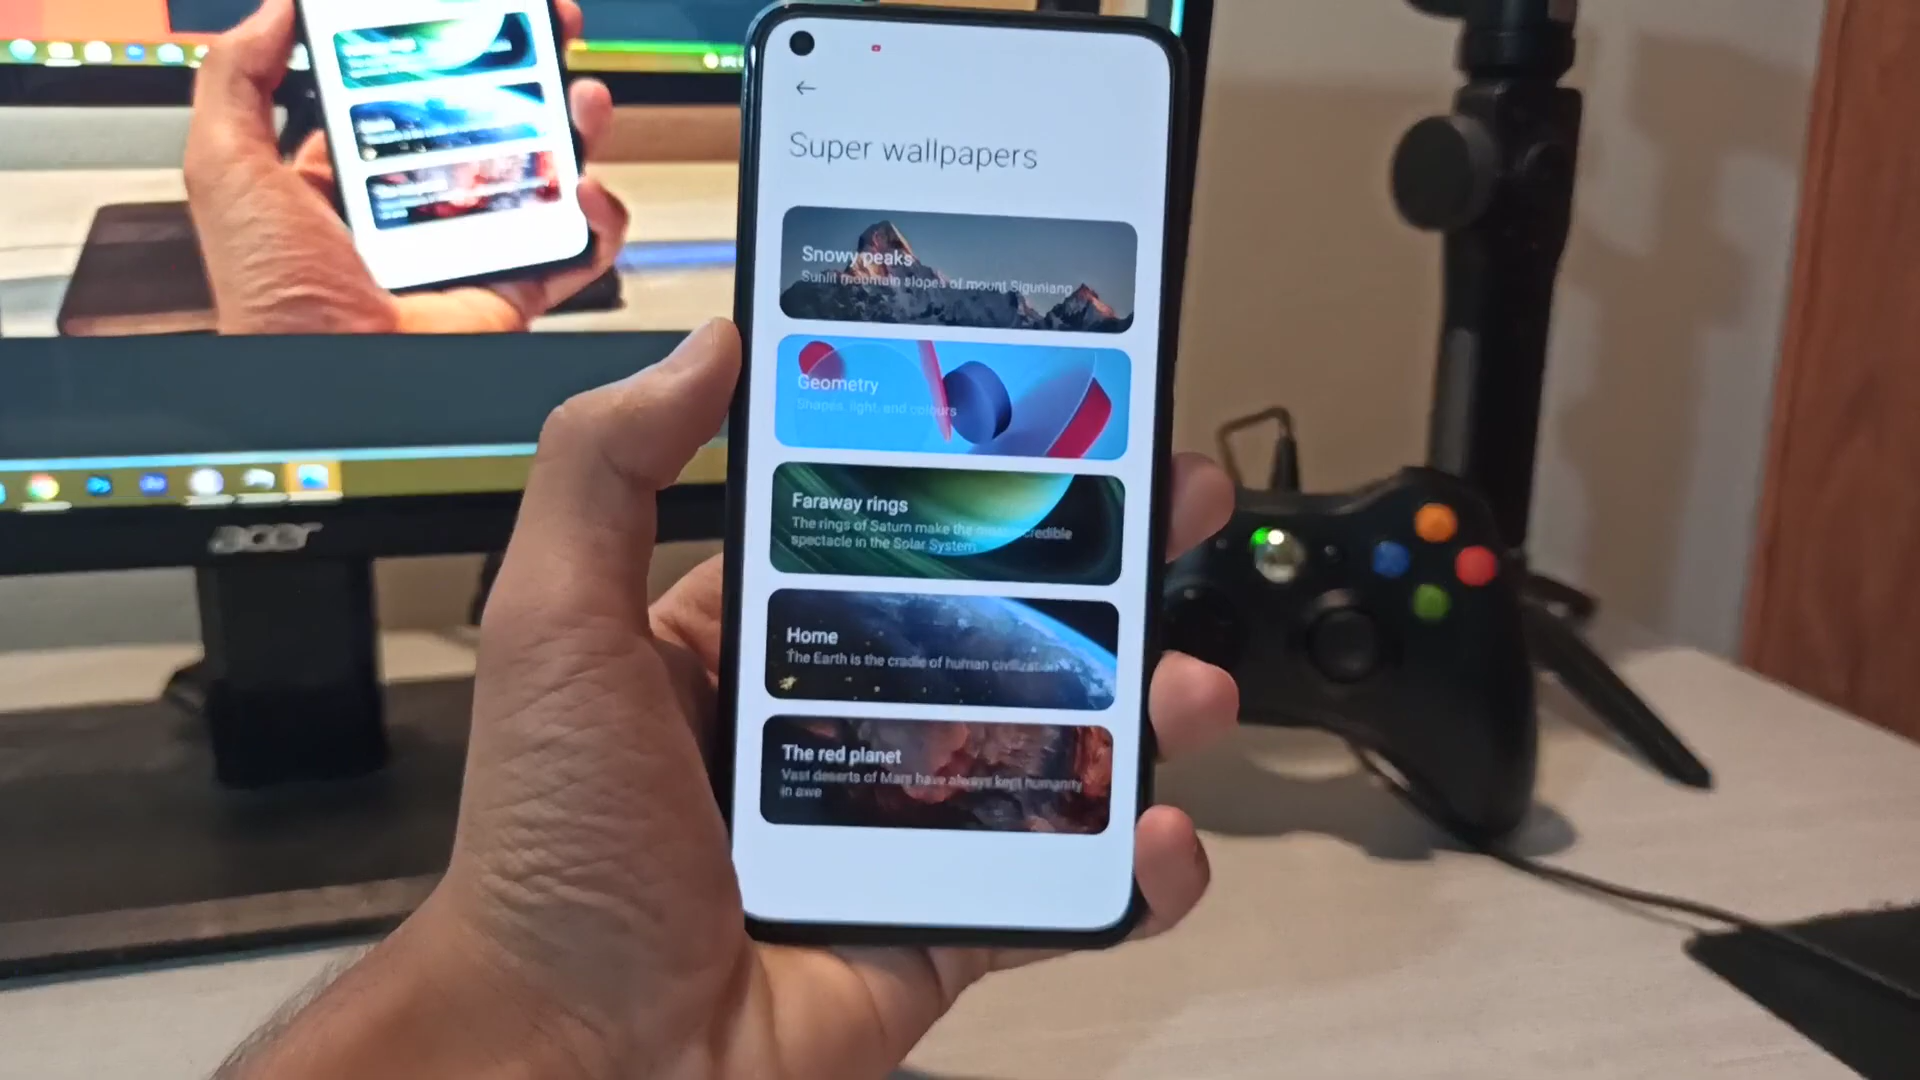 Super wallpapers
Snowy peaks
Sunlit mountain slopes of mount Siguniang
Geometry
Shapes, light, and colours
Faraway rings
The rings of Saturn make the most incredible
spectacle in the Solar System
Home
The Earth is the cradle of human civilization
The red planet
Vast deserts of Mars have always kept humanity
in awe
acer